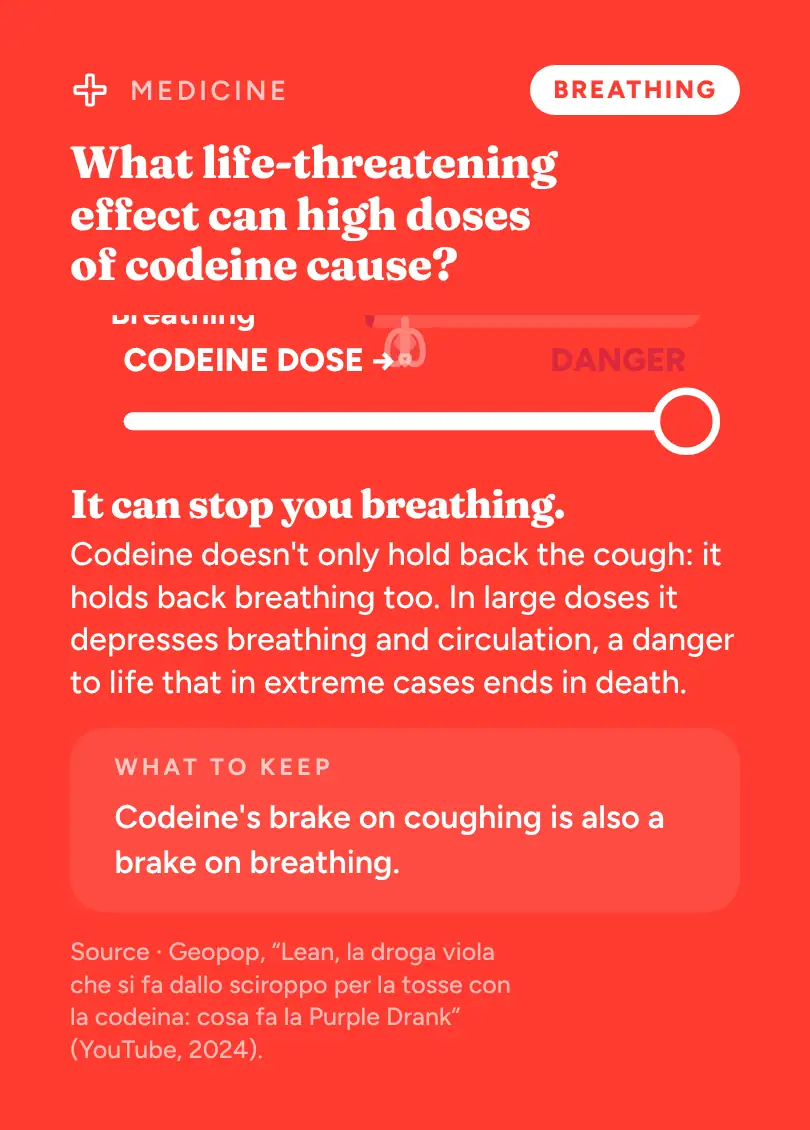 MEDICINE
BREATHING
What life-threatening
effect can high doses
of codeine cause?
Breathing
CODEINE DOSE →
DANGER
It can stop you breathing.
Codeine doesn't only hold back the cough: it
holds back breathing too. In large doses it
depresses breathing and circulation, a danger
to life that in extreme cases ends in death.
WHAT TO KEEP
Codeine's brake on coughing is also a
brake on breathing.
Source · Geopop, “Lean, la droga viola
che si fa dallo sciroppo per la tosse con
la codeina: cosa fa la Purple Drank”
(YouTube, 2024).